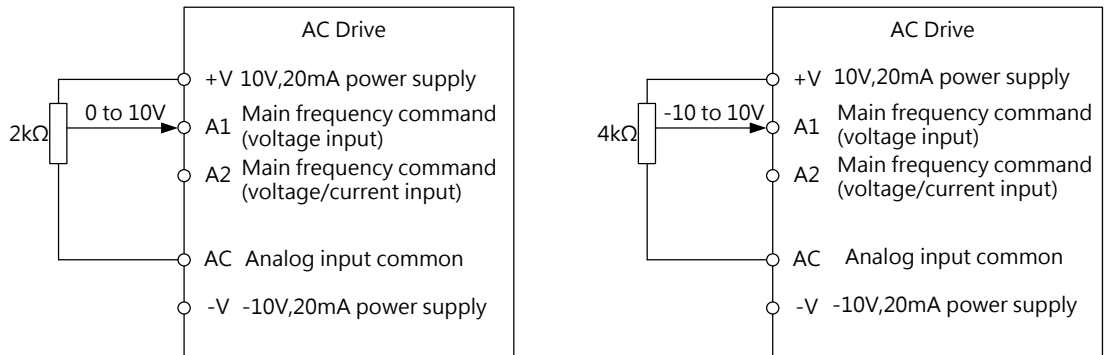 AC Drive
+V 10V,20mA power supply
0 to 10V
2kΩ
A1 Main frequency command
(voltage input)
A2 Main frequency command
(voltage/current input)
AC Analog input common
-V -10V,20mA power supply
AC Drive
+V 10V,20mA power supply
-10 to 10V
4kΩ
A1 Main frequency command
(voltage input)
A2 Main frequency command
(voltage/current input)
AC Analog input common
-V -10V,20mA power supply